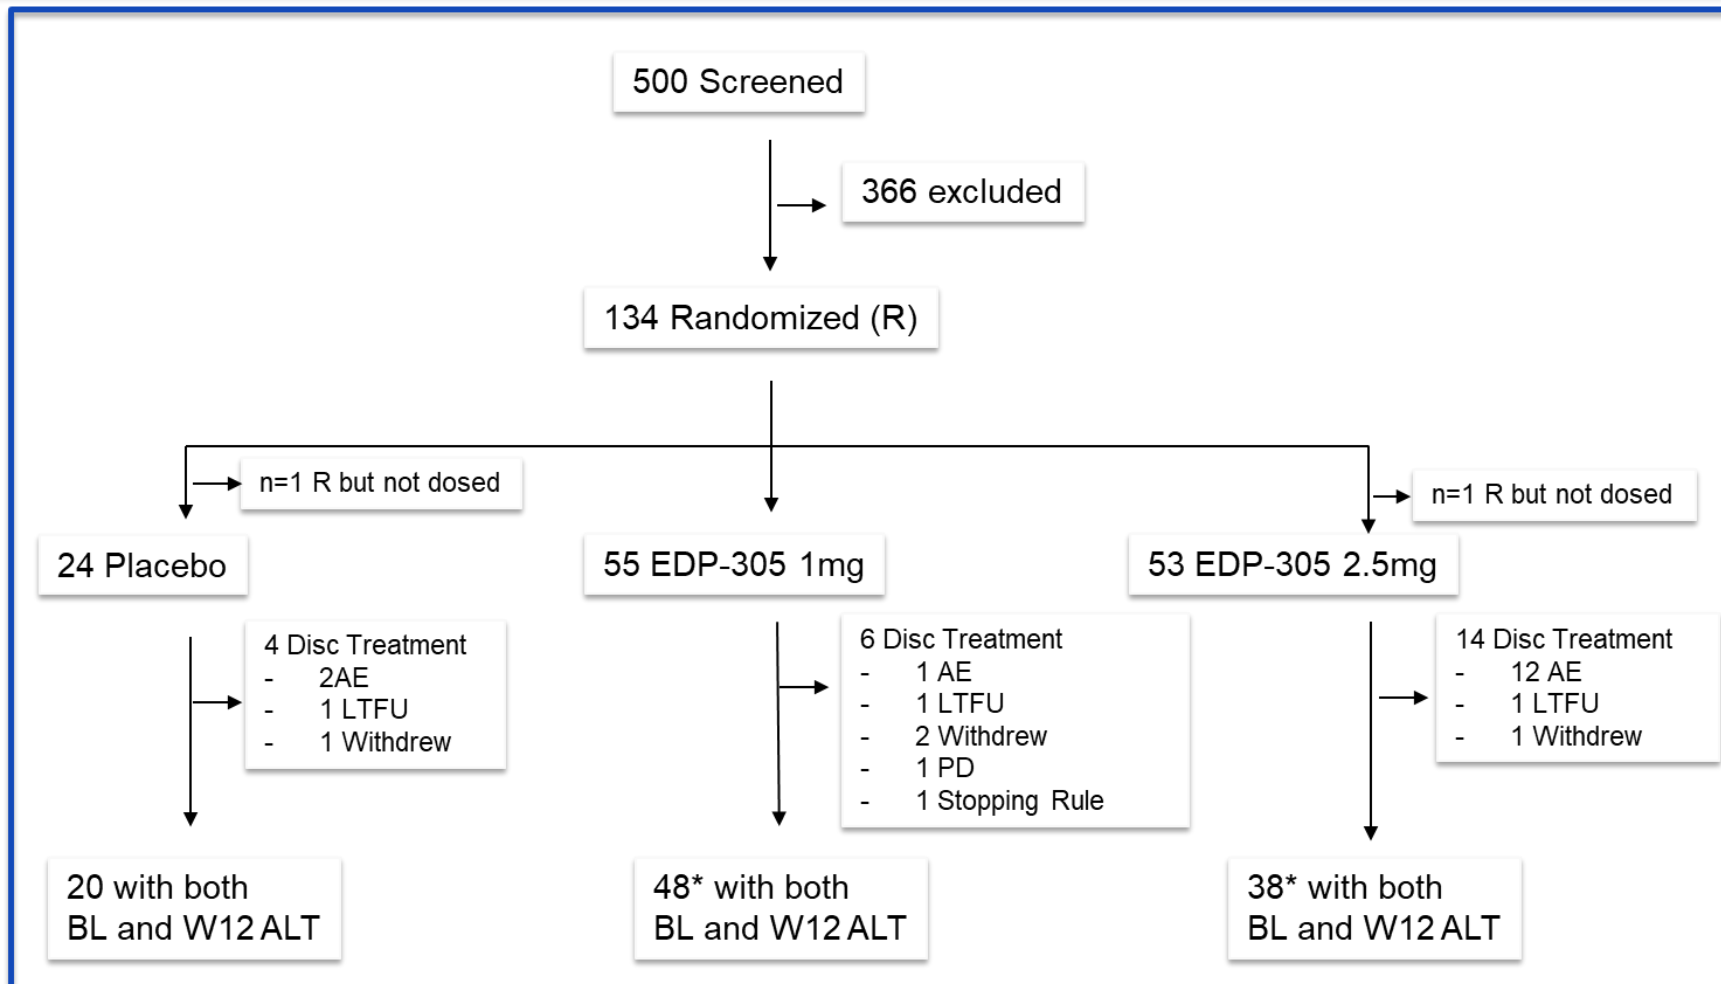 500 Screened
366 excluded
134 Randomized (R)
n=1 R but not dosed
n=1 R but not dosed
24 Placebo
55 EDP-305 1mg
53 EDP-305 2.5mg
4 Disc Treatment
- 2AE
- 1 LTFU
- 1 Withdrew
6 Disc Treatment
- 1 AE
- 1 LTFU
- 2 Withdrew
- 1 PD
- 1 Stopping Rule
14 Disc Treatment
- 12 AE
- 1 LTFU
- 1 Withdrew
20 with both
BL and W12 ALT
48* with both
BL and W12 ALT
38* with both
BL and W12 ALT